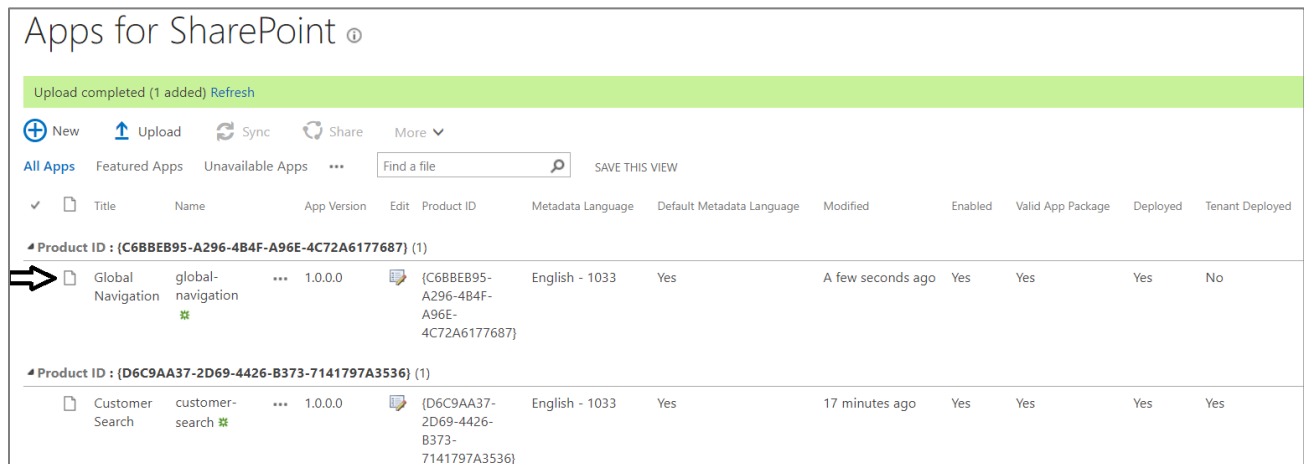 Apps for SharePoint
Upload completed (1 added) Refresh
New Upload Sync Share More
All Apps Featured Apps Unavailable Apps ••• Find a file SAVE THIS VIEW
Title Name App Version Edit Product ID Metadata Language Default Metadata Language Modified Enabled Valid App Package Deployed Tenant Deployed
Product ID : {C6BBEB95-A296-4B4F-A96E-4C72A6177687} (1)
Global global- ••• 1.0.0.0 {C6BBEB95- English - 1033 Yes A few seconds ago Yes Yes Yes No
Navigation navigation A296-4B4F-
A96E-
4C72A6177687}
Product ID : {D6C9AA37-2D69-4426-B373-7141797A3536} (1)
Customer customer- ••• 1.0.0.0 {D6C9AA37- English - 1033 Yes 17 minutes ago Yes Yes Yes Yes
Search search 2D69-4426-
B373-
7141797A3536}